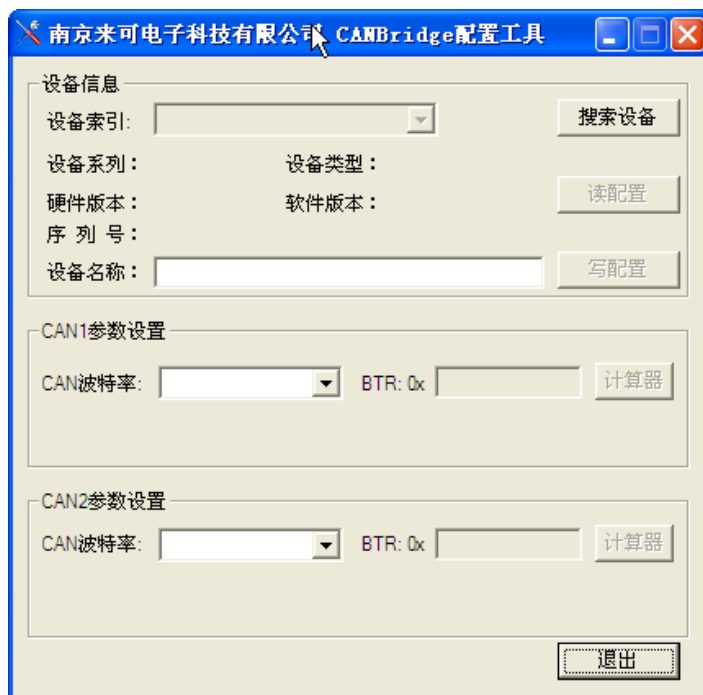 南京来可电子科技有限公司 CANBridge配置工具
设备信息
设备索引: 搜索设备
设备系列： 设备类型： 读配置
硬件版本： 软件版本：
序 列 号：
设备名称： 写配置
CAN1参数设置
CAN波特率: BTR: 0x 计算器
CAN2参数设置
CAN波特率: BTR: 0x 计算器
退出